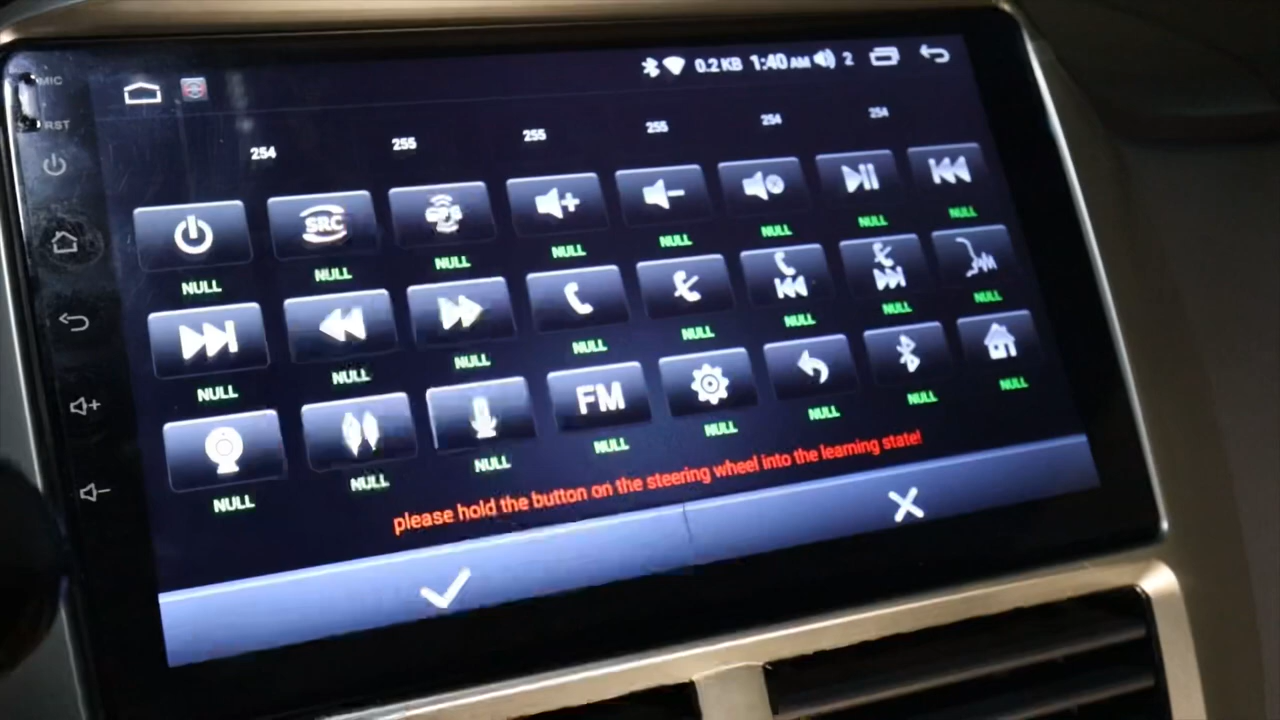 MIC
0.2 KB 1:40 AM 2
RST
254 255 255 255 254 254
SRC GPS
NULL NULL NULL NULL NULL NULL NULL NULL
NULL NULL NULL NULL NULL NULL NULL NULL
FM
NULL NULL NULL NULL NULL NULL NULL NULL
please hold the button on the steering wheel into the learning state!